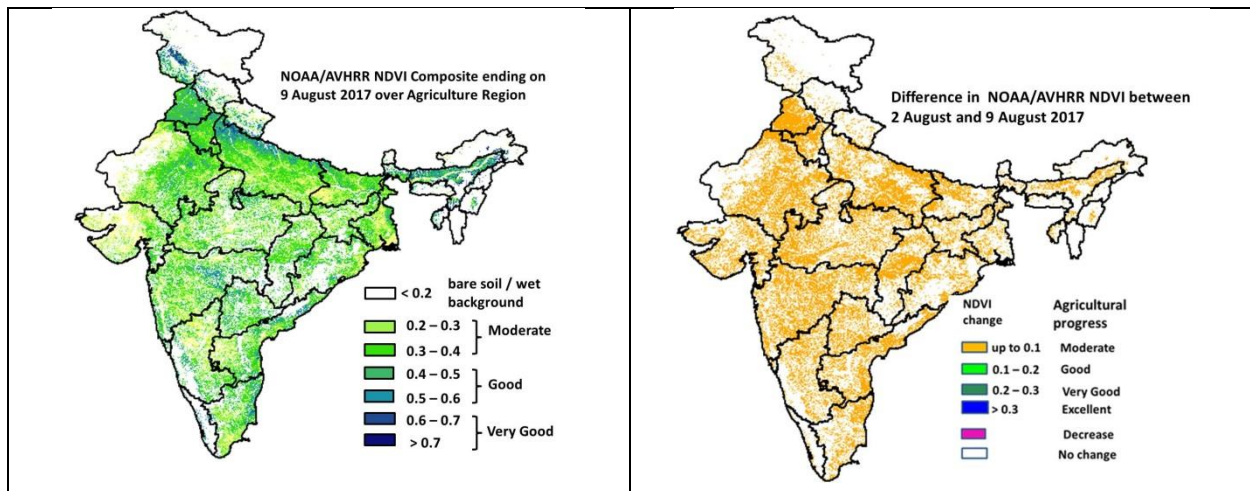 NOAA/AVHRR NDVI Composite ending on
9 August 2017 over Agriculture Region
< 0.2 bare soil / wet
background
0.2 – 0.3
Moderate
0.3 – 0.4
0.4 – 0.5
Good
0.5 – 0.6
0.6 – 0.7
Very Good
> 0.7
Difference in NOAA/AVHRR NDVI between
2 August and 9 August 2017
NDVI Agricultural
change progress
up to 0.1 Moderate
0.1 – 0.2 Good
0.2 – 0.3 Very Good
> 0.3 Excellent
Decrease
No change